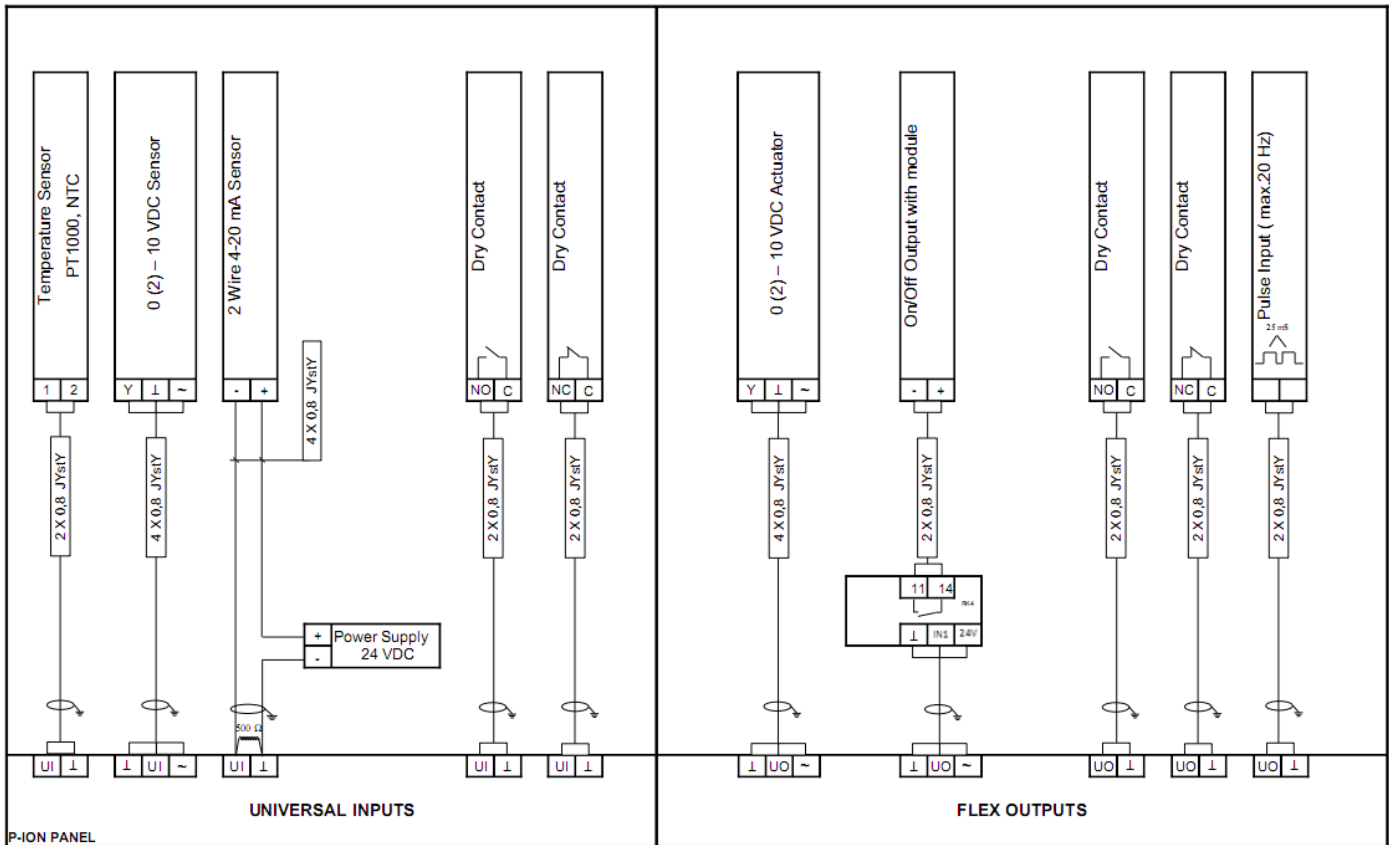 Temperature Sensor
PT1000, NTC
1 2
2 X 0,8 JYstY
UI ⊥
0 (2) – 10 VDC Sensor
Y ⊥ ~
4 X 0,8 JYstY
⊥ UI ~
2 Wire 4-20 mA Sensor
- +
4 X 0,8 JYstY
+ Power Supply
- 24 VDC
500 Ω
UI ⊥
Dry Contact
NO C
2 X 0,8 JYstY
UI ⊥
Dry Contact
NC C
2 X 0,8 JYstY
UI ⊥
UNIVERSAL INPUTS
P-ION PANEL
0 (2) – 10 VDC Actuator
Y ⊥ ~
4 X 0,8 JYstY
⊥ UO ~
On/Off Output with module
- +
2 X 0,8 JYstY
11 14
RK4
⊥ IN1 24V
⊥ UO ~
Dry Contact
NO C
2 X 0,8 JYstY
UO ⊥
Dry Contact
NC C
2 X 0,8 JYstY
UO ⊥
Pulse Input ( max.20 Hz)
25 mS
2 X 0,8 JYstY
UO ⊥
FLEX OUTPUTS